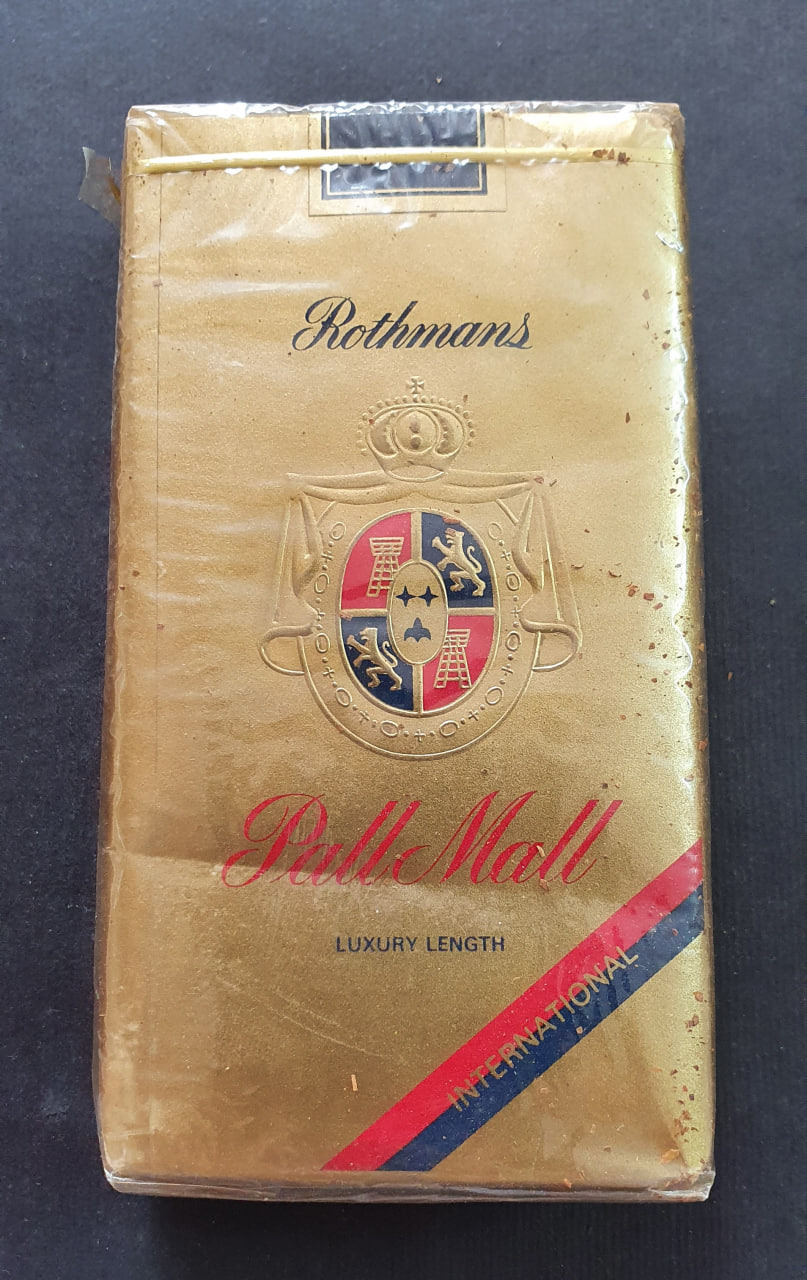 Rothmans
Pall Mall
LUXURY LENGTH
INTERNATIONAL